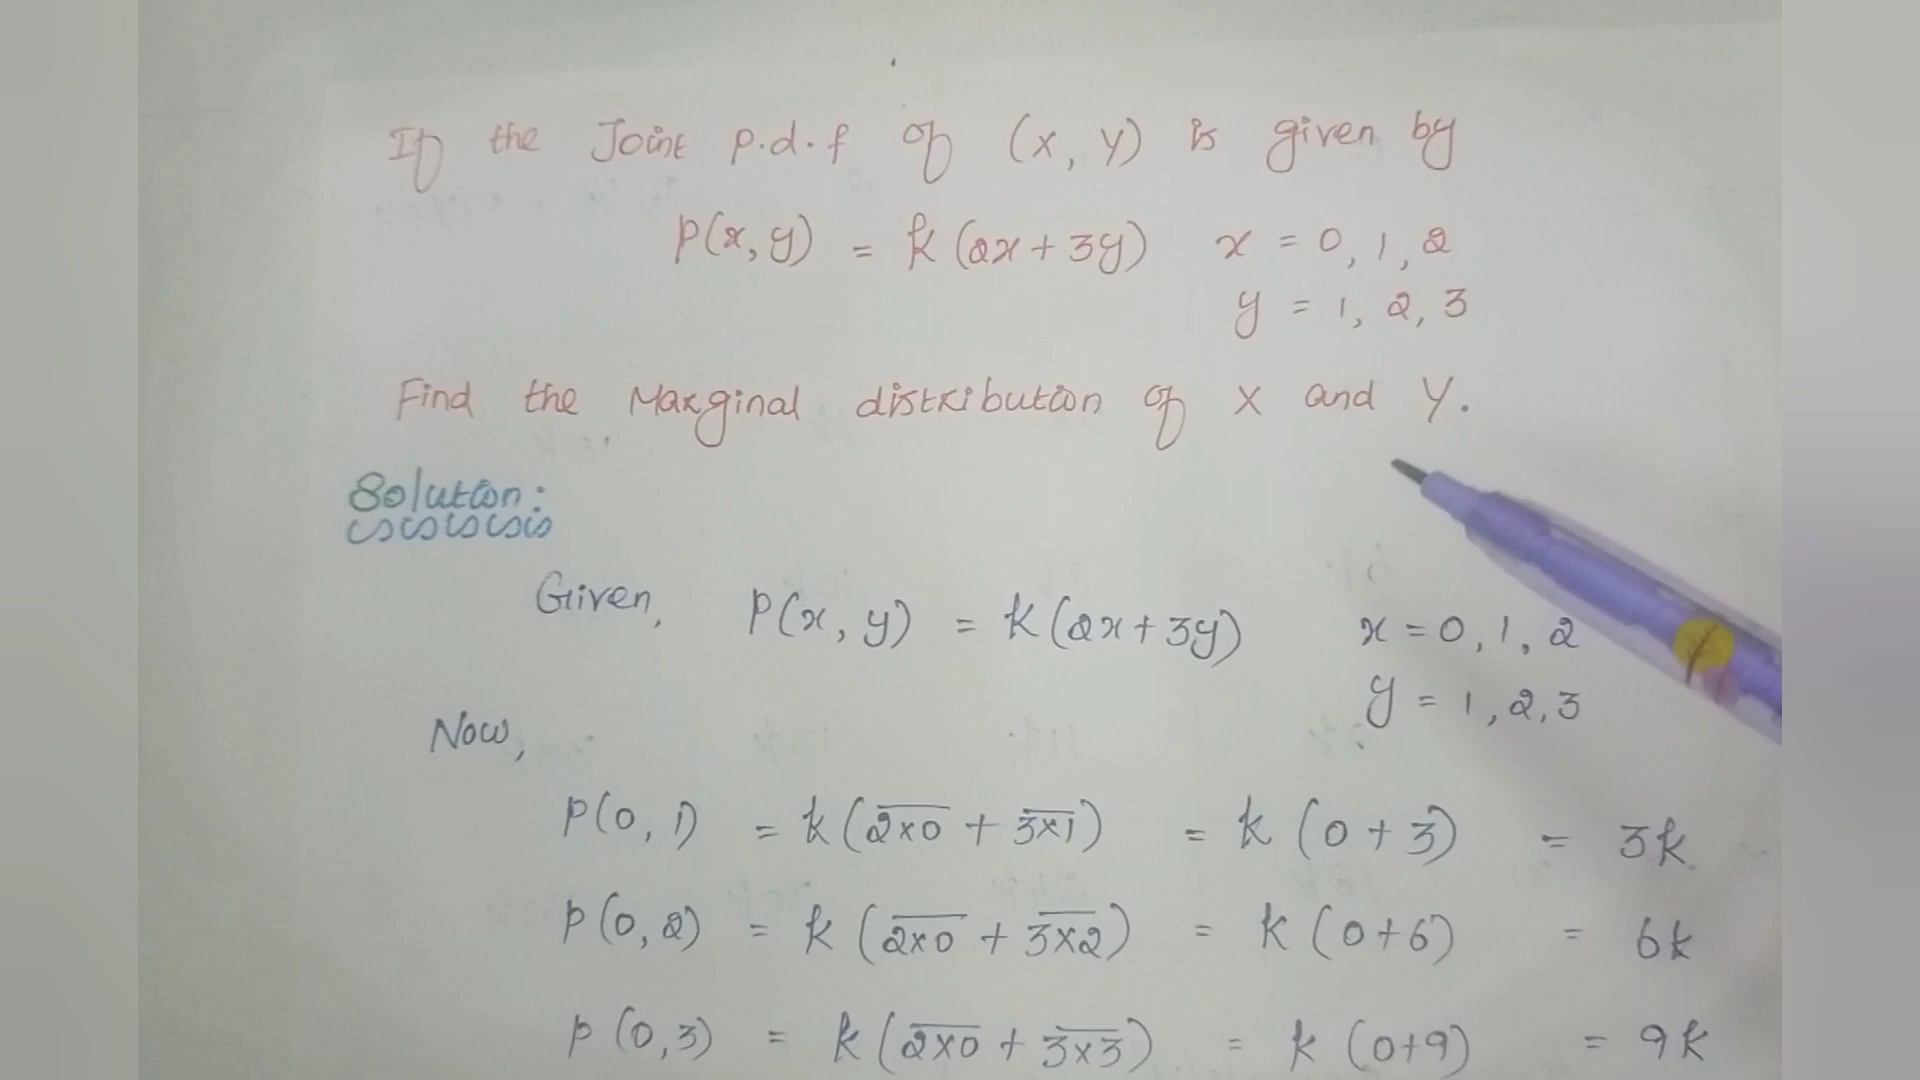 If the Joint p.d.f of (X, Y) is given by
P(x, y) = k (2x + 3y) x = 0, 1, 2
y = 1, 2, 3
Find the Marginal distribution of X and Y.
Solution:
Given, P(x, y) = k (2x + 3y) x = 0, 1, 2
y = 1, 2, 3
Now,
P(0, 1) = k (2×0 + 3×1) = k (0 + 3) = 3k
P(0, 2) = k (2×0 + 3×2) = k (0+6) = 6k
P(0, 3) = k (2×0 + 3×3) = k (0+9) = 9k